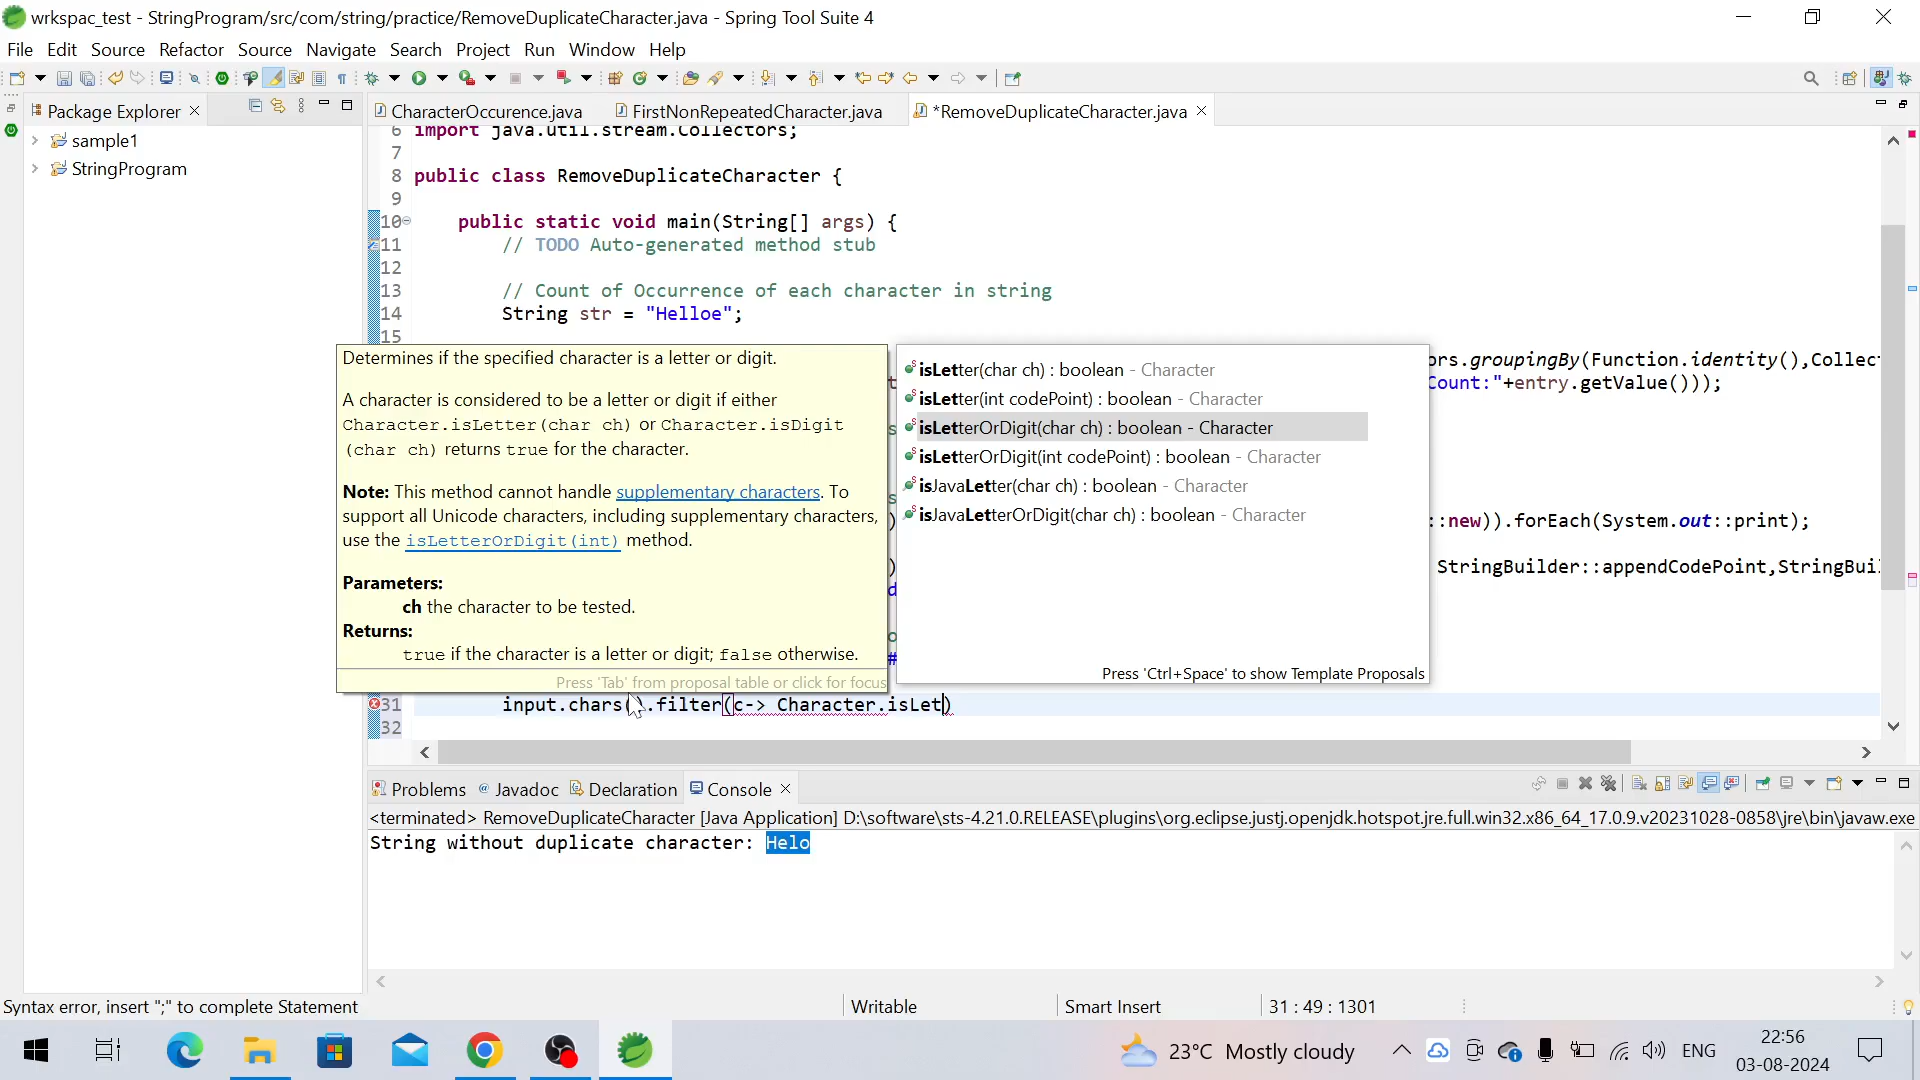 wrkspac_test - StringProgram/src/com/string/practice/RemoveDuplicateCharacter.java - Spring Tool Suite 4
File Edit Source Refactor Source Navigate Search Project Run Window Help
Package Explorer
sample1
StringProgram
CharacterOccurence.java FirstNonRepeatedCharacter.java *RemoveDuplicateCharacter.java
6 import java.util.stream.Collectors;
7
8 public class RemoveDuplicateCharacter {
9
10 public static void main(String[] args) {
11 // TODO Auto-generated method stub
12
13 // Count of Occurrence of each character in string
14 String str = "Helloe";
15
ors.groupingBy(Function.identity(),Collec
Count:"+entry.getValue()));
::new)).forEach(System.out::print);
StringBuilder::appendCodePoint,StringBui
Determines if the specified character is a letter or digit.
A character is considered to be a letter or digit if either
Character.isLetter(char ch) or Character.isDigit
(char ch) returns true for the character.
Note: This method cannot handle supplementary characters. To
support all Unicode characters, including supplementary characters,
use the isLetterOrDigit(int) method.
Parameters:
ch the character to be tested.
Returns:
true if the character is a letter or digit; false otherwise.
Press 'Tab' from proposal table or click for focus
isLetter(char ch) : boolean - Character
isLetter(int codePoint) : boolean - Character
isLetterOrDigit(char ch) : boolean - Character
isLetterOrDigit(int codePoint) : boolean - Character
isJavaLetter(char ch) : boolean - Character
isJavaLetterOrDigit(char ch) : boolean - Character
Press 'Ctrl+Space' to show Template Proposals
31 input.chars().filter(c-> Character.isLet)
32
Problems Javadoc Declaration Console
<terminated> RemoveDuplicateCharacter [Java Application] D:\software\sts-4.21.0.RELEASE\plugins\org.eclipse.justj.openjdk.hotspot.jre.full.win32.x86_64_17.0.9.v20231028-0858\jre\bin\javaw.exe
String without duplicate character: Helo
Syntax error, insert ";" to complete Statement Writable Smart Insert 31 : 49 : 1301
23°C Mostly cloudy ENG 22:56
03-08-2024